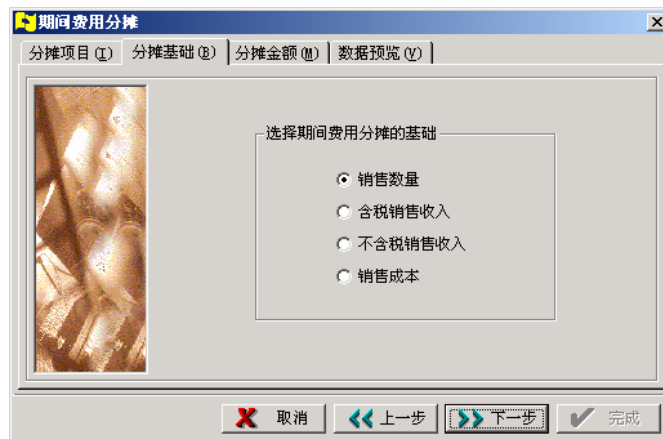 期间费用分摊
分摊项目(I) 分摊基础(B) 分摊金额(M) 数据预览(V)
选择期间费用分摊的基础
销售数量
含税销售收入
不含税销售收入
销售成本
取消 上一步 下一步 完成